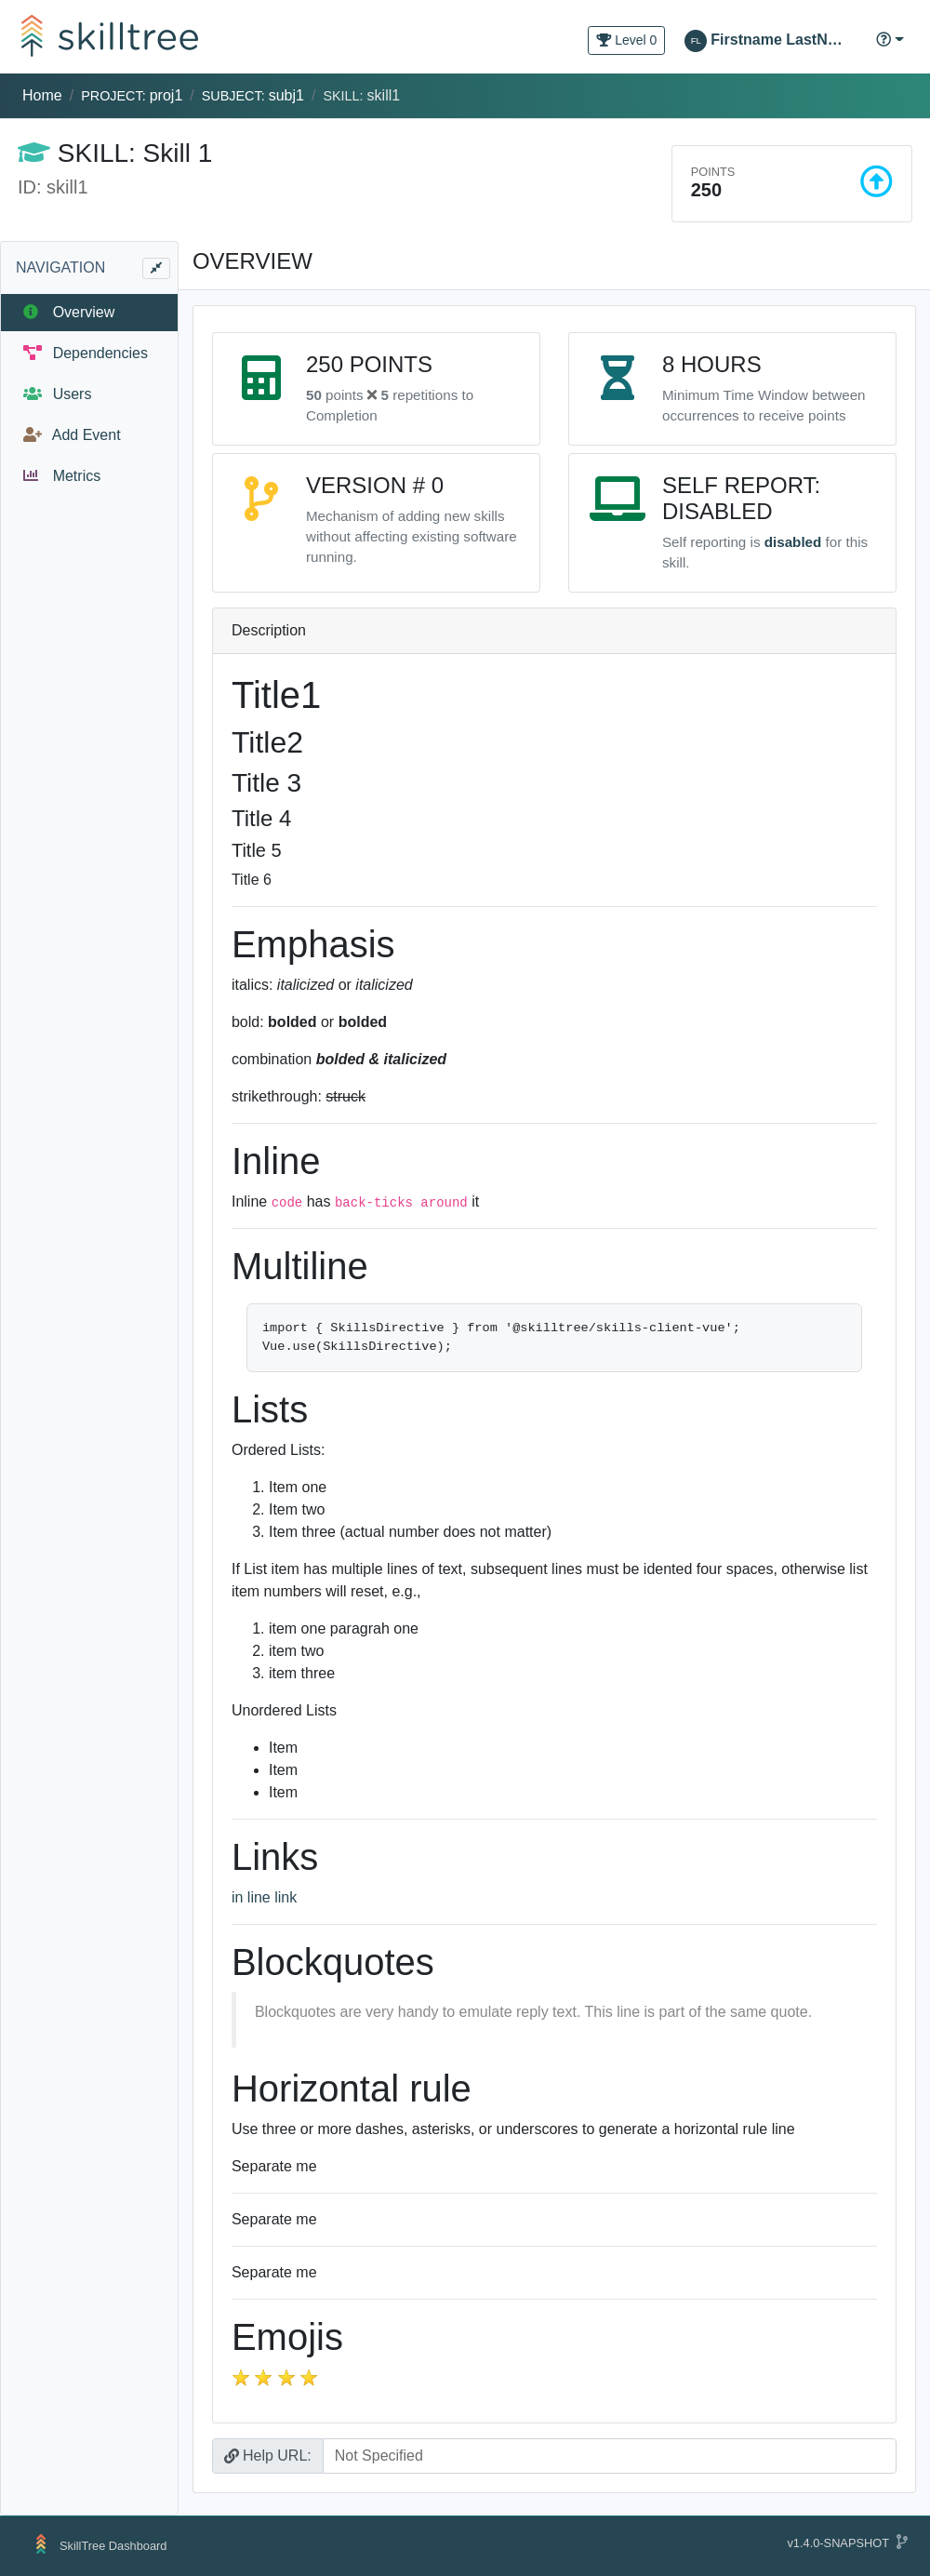 skilltree
Level 0
FL Firstname LastN…
Home / PROJECT: proj1 / SUBJECT: subj1 / SKILL: skill1
SKILL: Skill 1
ID: skill1
POINTS
250
NAVIGATION
Overview
Dependencies
Users
Add Event
Metrics
OVERVIEW
250 POINTS
50 points × 5 repetitions to
Completion
8 HOURS
Minimum Time Window between
occurrences to receive points
VERSION # 0
Mechanism of adding new skills
without affecting existing software
running.
SELF REPORT:
DISABLED
Self reporting is disabled for this
skill.
Description
Title1
Title2
Title 3
Title 4
Title 5
Title 6
Emphasis
italics: italicized or italicized
bold: bolded or bolded
combination bolded & italicized
strikethrough: struck
Inline
Inline code has back-ticks around it
Multiline
import { SkillsDirective } from '@skilltree/skills-client-vue';
Vue.use(SkillsDirective);
Lists
Ordered Lists:
1. Item one
2. Item two
3. Item three (actual number does not matter)
If List item has multiple lines of text, subsequent lines must be idented four spaces, otherwise list
item numbers will reset, e.g.,
1. item one paragrah one
2. item two
3. item three
Unordered Lists
• Item
• Item
• Item
Links
in line link
Blockquotes
Blockquotes are very handy to emulate reply text. This line is part of the same quote.
Horizontal rule
Use three or more dashes, asterisks, or underscores to generate a horizontal rule line
Separate me
Separate me
Separate me
Emojis
⭐ ⭐ ⭐ ⭐
Help URL: Not Specified
SkillTree Dashboard
v1.4.0-SNAPSHOT